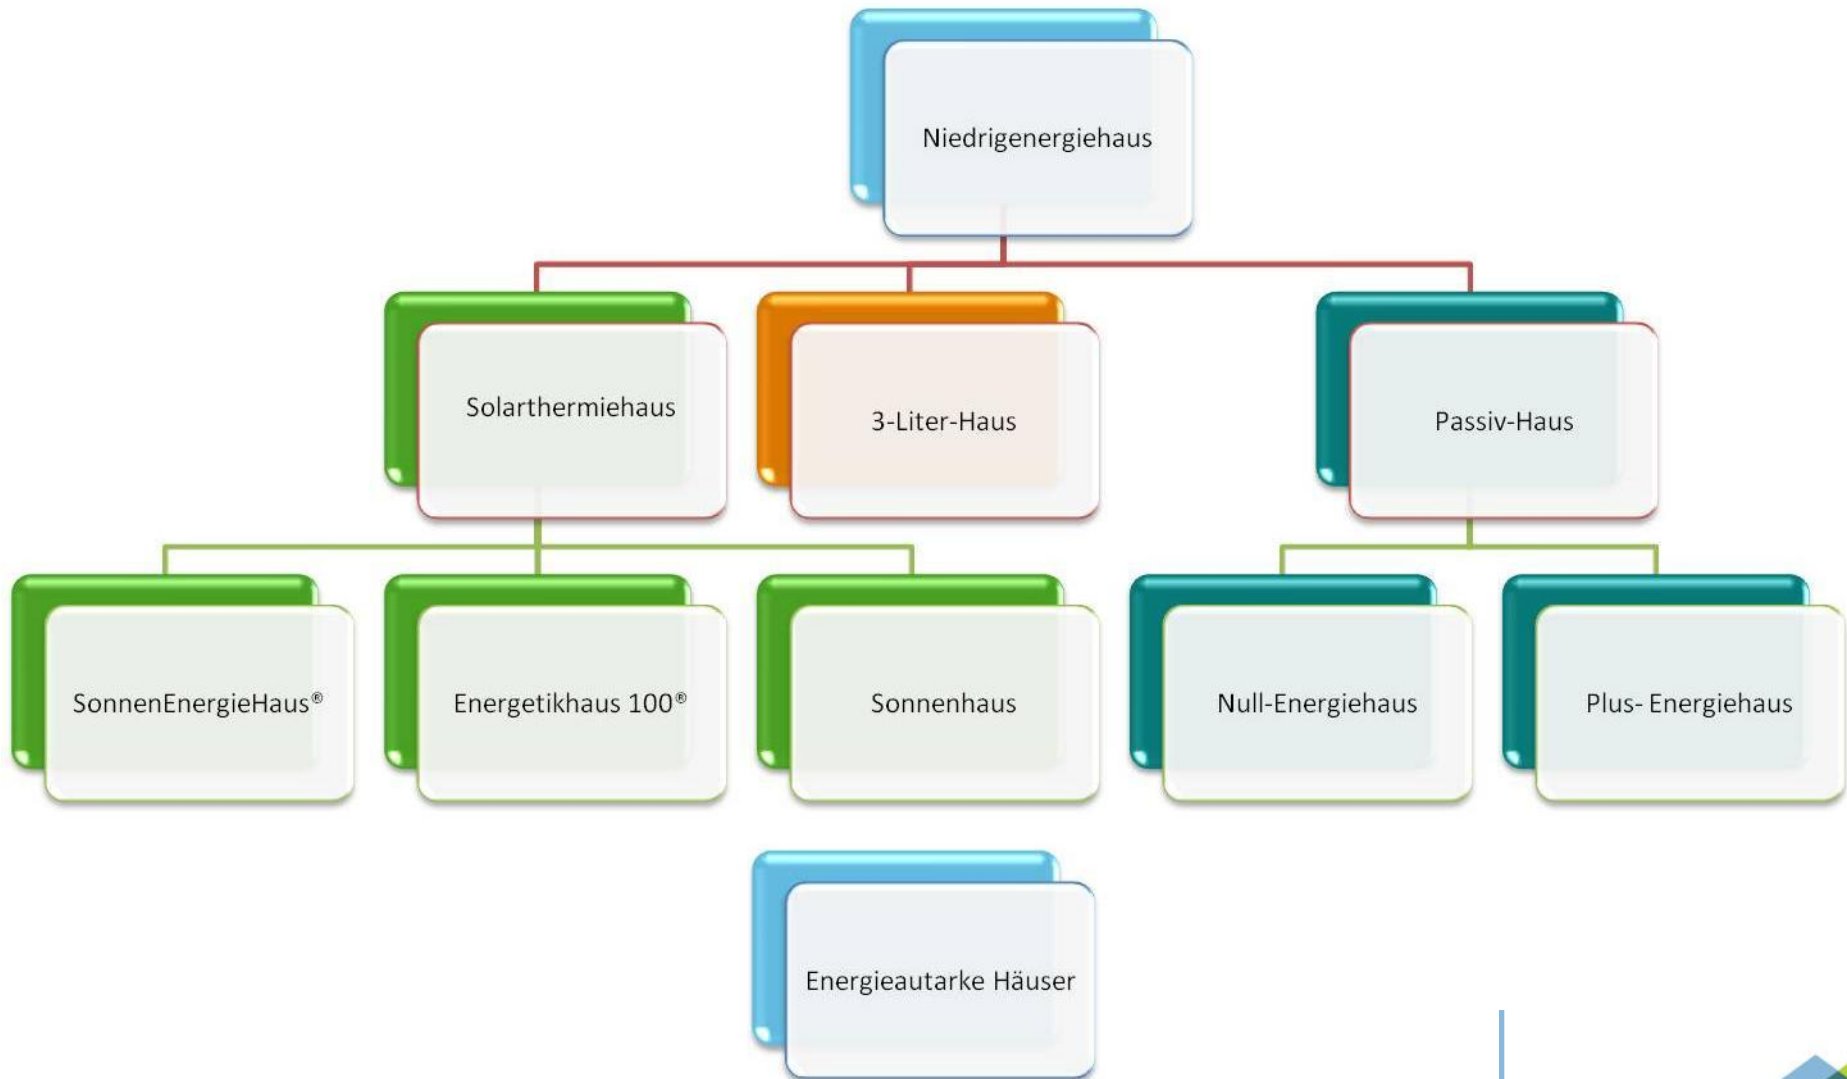 Niedrigenergiehaus
Solarthermiehaus
3-Liter-Haus
Passiv-Haus
SonnenEnergieHaus®
Energetikhaus 100®
Sonnenhaus
Null-Energiehaus
Plus- Energiehaus
Energieautarke Häuser